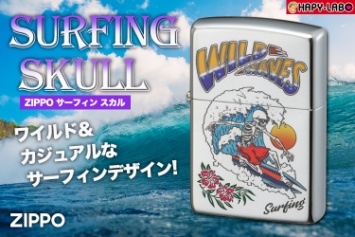 SURFING
SKULL
HAPY-LABO
ZIPPO サーフィン スカル
ワイルド&
カジュアルな
サーフィンデザイン!
ZIPPO
WILD
WAVES
Surfing